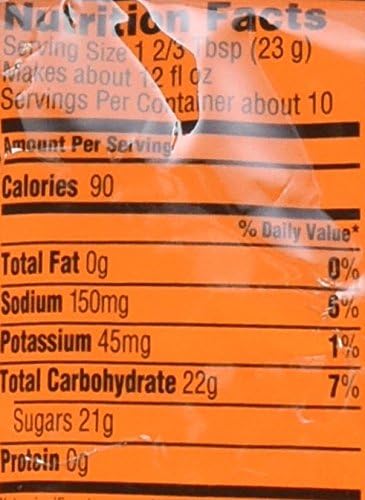 Nutrition Facts
Serving Size 1 2/3 Tbsp (23 g)
Makes about 12 fl oz
Servings Per Container about 10
Amount Per Serving
Calories 90
% Daily Value*
Total Fat 0g 0%
Sodium 150mg 6%
Potassium 45mg 1%
Total Carbohydrate 22g 7%
Sugars 21g
Protein 0g